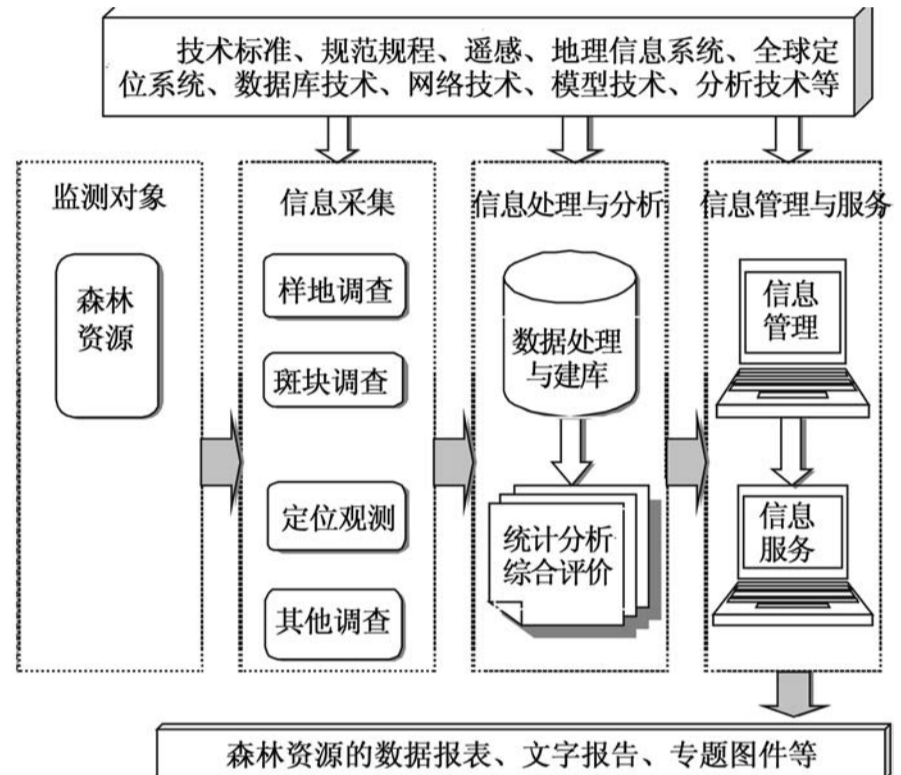 技术标准、规范规程、遥感、地理信息系统、全球定
位系统、数据库技术、网络技术、模型技术、分析技术等
监测对象
森林
资源
信息采集
样地调查
斑块调查
定位观测
其他调查
信息处理与分析
数据处理
与建库
统计分析
综合评价
信息管理与服务
信息
管理
信息
服务
森林资源的数据报表、文字报告、专题图件等